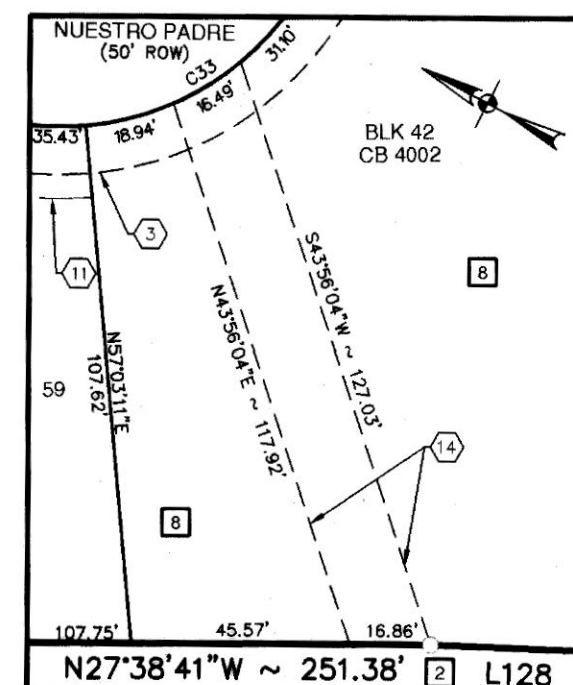 NUESTRO PADRE
(50' ROW)
C33
31.10'
16.49'
18.94'
35.43'
BLK 42
CB 4002
3
11
8
S43°56'04"W ~ 127.03'
N43°56'04"E ~ 117.92'
N57°03'11"E
107.62'
59
14
8
107.75'
45.57'
16.86'
N27°38'41"W ~ 251.38'
2
L128